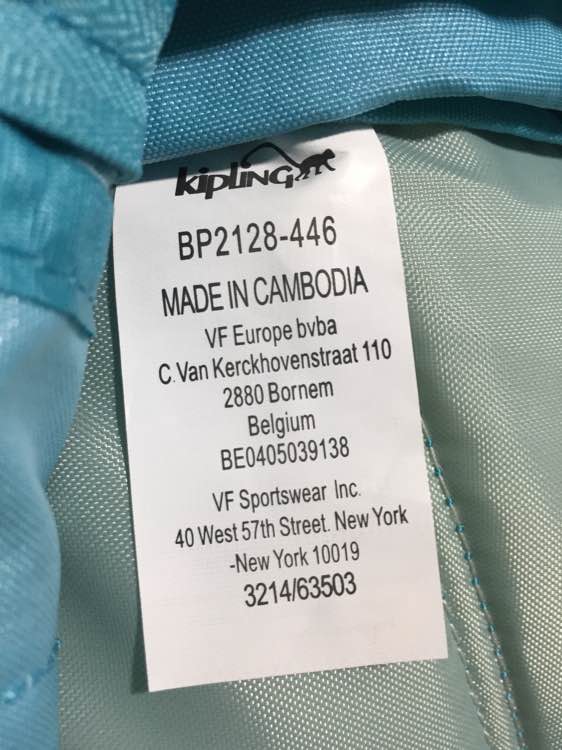 kipling
BP2128-446
MADE IN CAMBODIA
VF Europe bvba
C.Van Kerckhovenstraat 110
2880 Bornem
Belgium
BE0405039138
VF Sportswear Inc.
40 West 57th Street. New York
-New York 10019
3214/63503